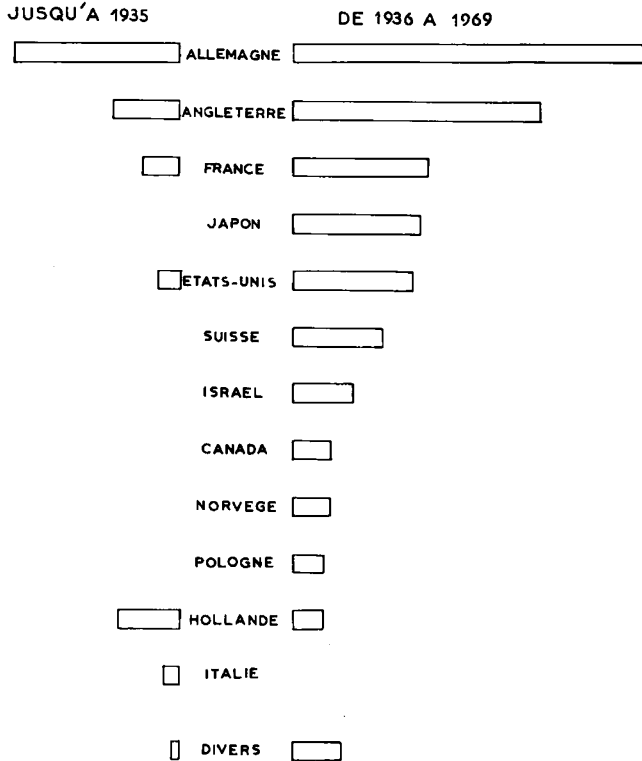 JUSQU'A 1935
DE 1936 A 1969
ALLEMAGNE
ANGLETERRE
FRANCE
JAPON
ETATS-UNIS
SUISSE
ISRAEL
CANADA
NORVEGE
POLOGNE
HOLLANDE
ITALIE
DIVERS